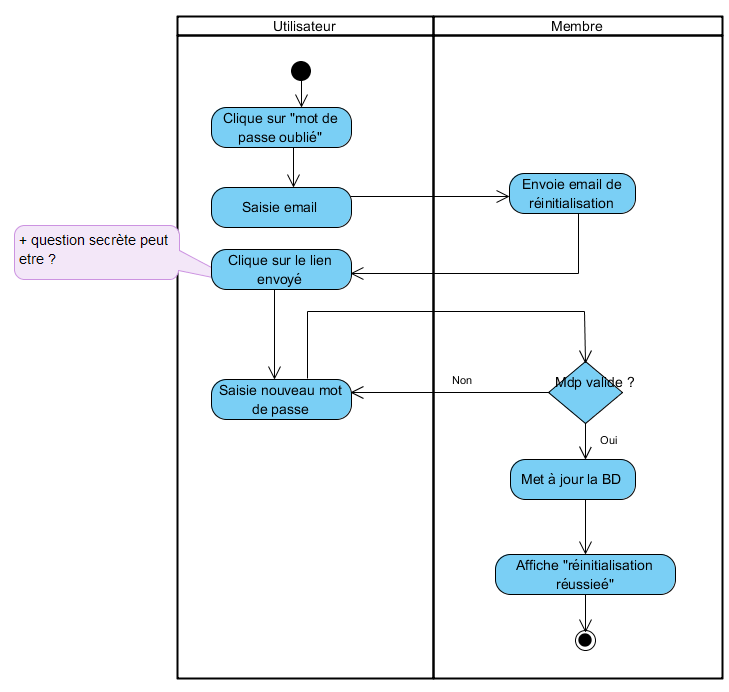 Utilisateur
Membre
Clique sur "mot de
passe oublié"
Saisie email
Envoie email de
réinitialisation
+ question secrète peut
etre ?
Clique sur le lien
envoyé
Saisie nouveau mot
de passe
Non
Mdp valide ?
Oui
Met à jour la BD
Affiche "réinitialisation
réussieé"